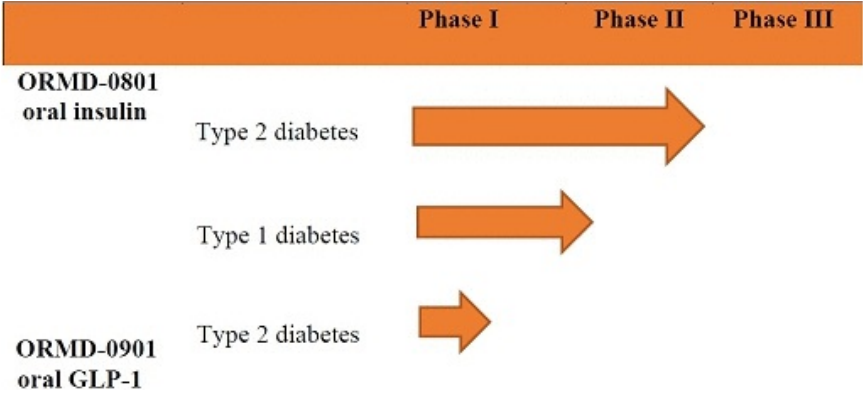 Phase I Phase II Phase III
ORMD-0801
oral insulin
Type 2 diabetes
Type 1 diabetes
Type 2 diabetes
ORMD-0901
oral GLP-1